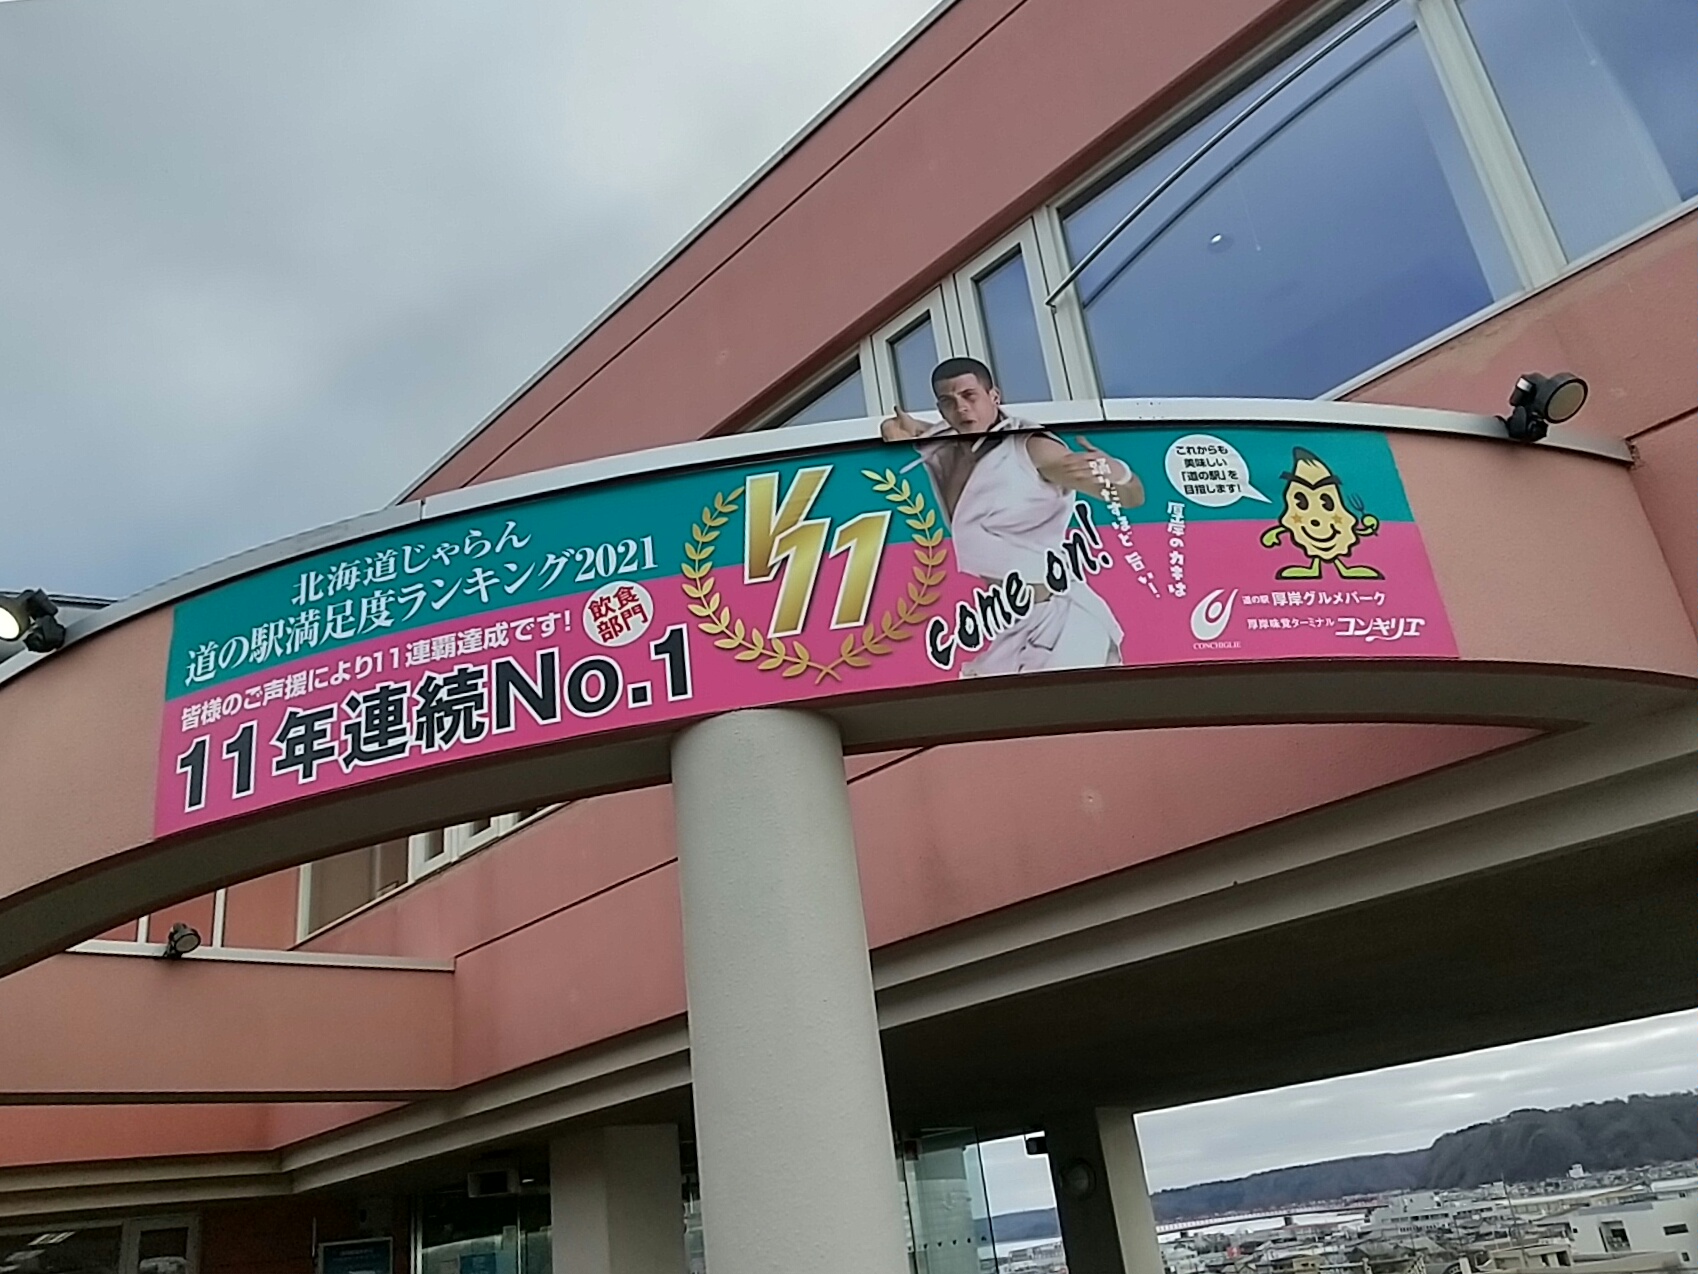 北海道じゃらん
道の駅満足度ランキング2021
皆様のご声援により11連覇達成です!
飲食
部門
11年連続No.1
V11
come on!
厚岸のカキは
踊りだすほど旨い!
これからも
美味しい
「道の駅」を
目指します!
CONCHIGLIE
道の駅 厚岸グルメパーク
厚岸味覚ターミナル コンキリエ